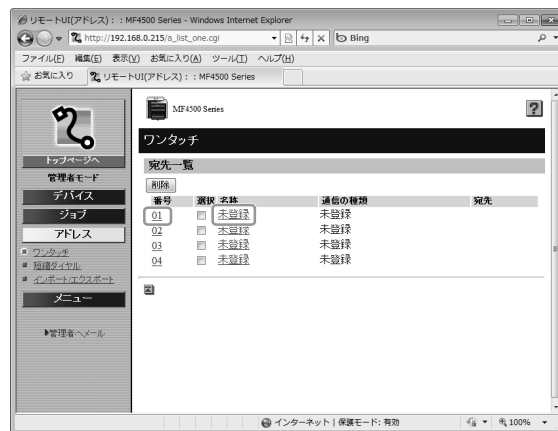 リモートUI(アドレス) : : MF4500 Series - Windows Internet Explorer
http://192.168.0.215/a_list_one.cgi
Bing
ファイル(F) 編集(E) 表示(V) お気に入り(A) ツール(T) ヘルプ(H)
お気に入り リモートUI(アドレス) : : MF4500 Series
MF4500 Series
?
ワンタッチ
トップページへ
管理者モード
デバイス
ジョブ
アドレス
ワンタッチ
短縮ダイヤル
インポート/エクスポート
メニュー
管理者へメール
宛先一覧
削除
番号 選択 名称 通信の種類 宛先
01 未登録 未登録
02 未登録 未登録
03 未登録 未登録
04 未登録 未登録
インターネット | 保護モード: 有効 100%